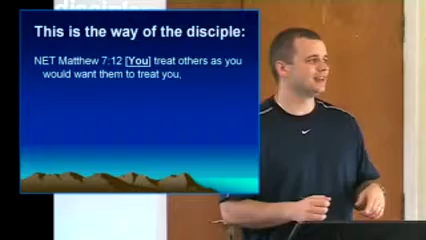 disciple:
This is the way of the disciple:
NET Matthew 7:12 [You] treat others as you
would want them to treat you,